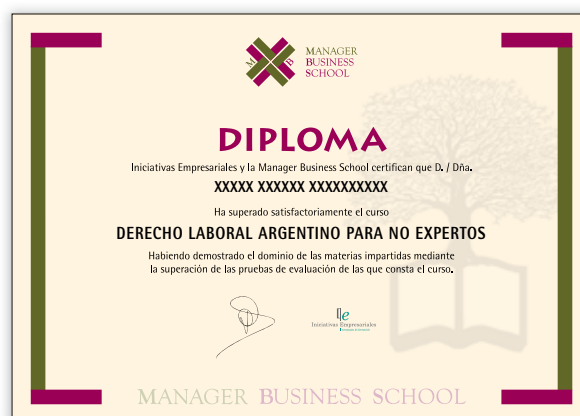 M B
MANAGER
BUSINESS
SCHOOL
DIPLOMA
Iniciativas Empresariales y la Manager Business School certifican que D. / Dña.
XXXXX XXXXXX XXXXXXXXXX
Ha superado satisfactoriamente el curso
DERECHO LABORAL ARGENTINO PARA NO EXPERTOS
Habiendo demostrado el dominio de las materias impartidas mediante
la superación de las pruebas de evaluación de las que consta el curso.
Iniciativas Empresariales
MANAGER BUSINESS SCHOOL